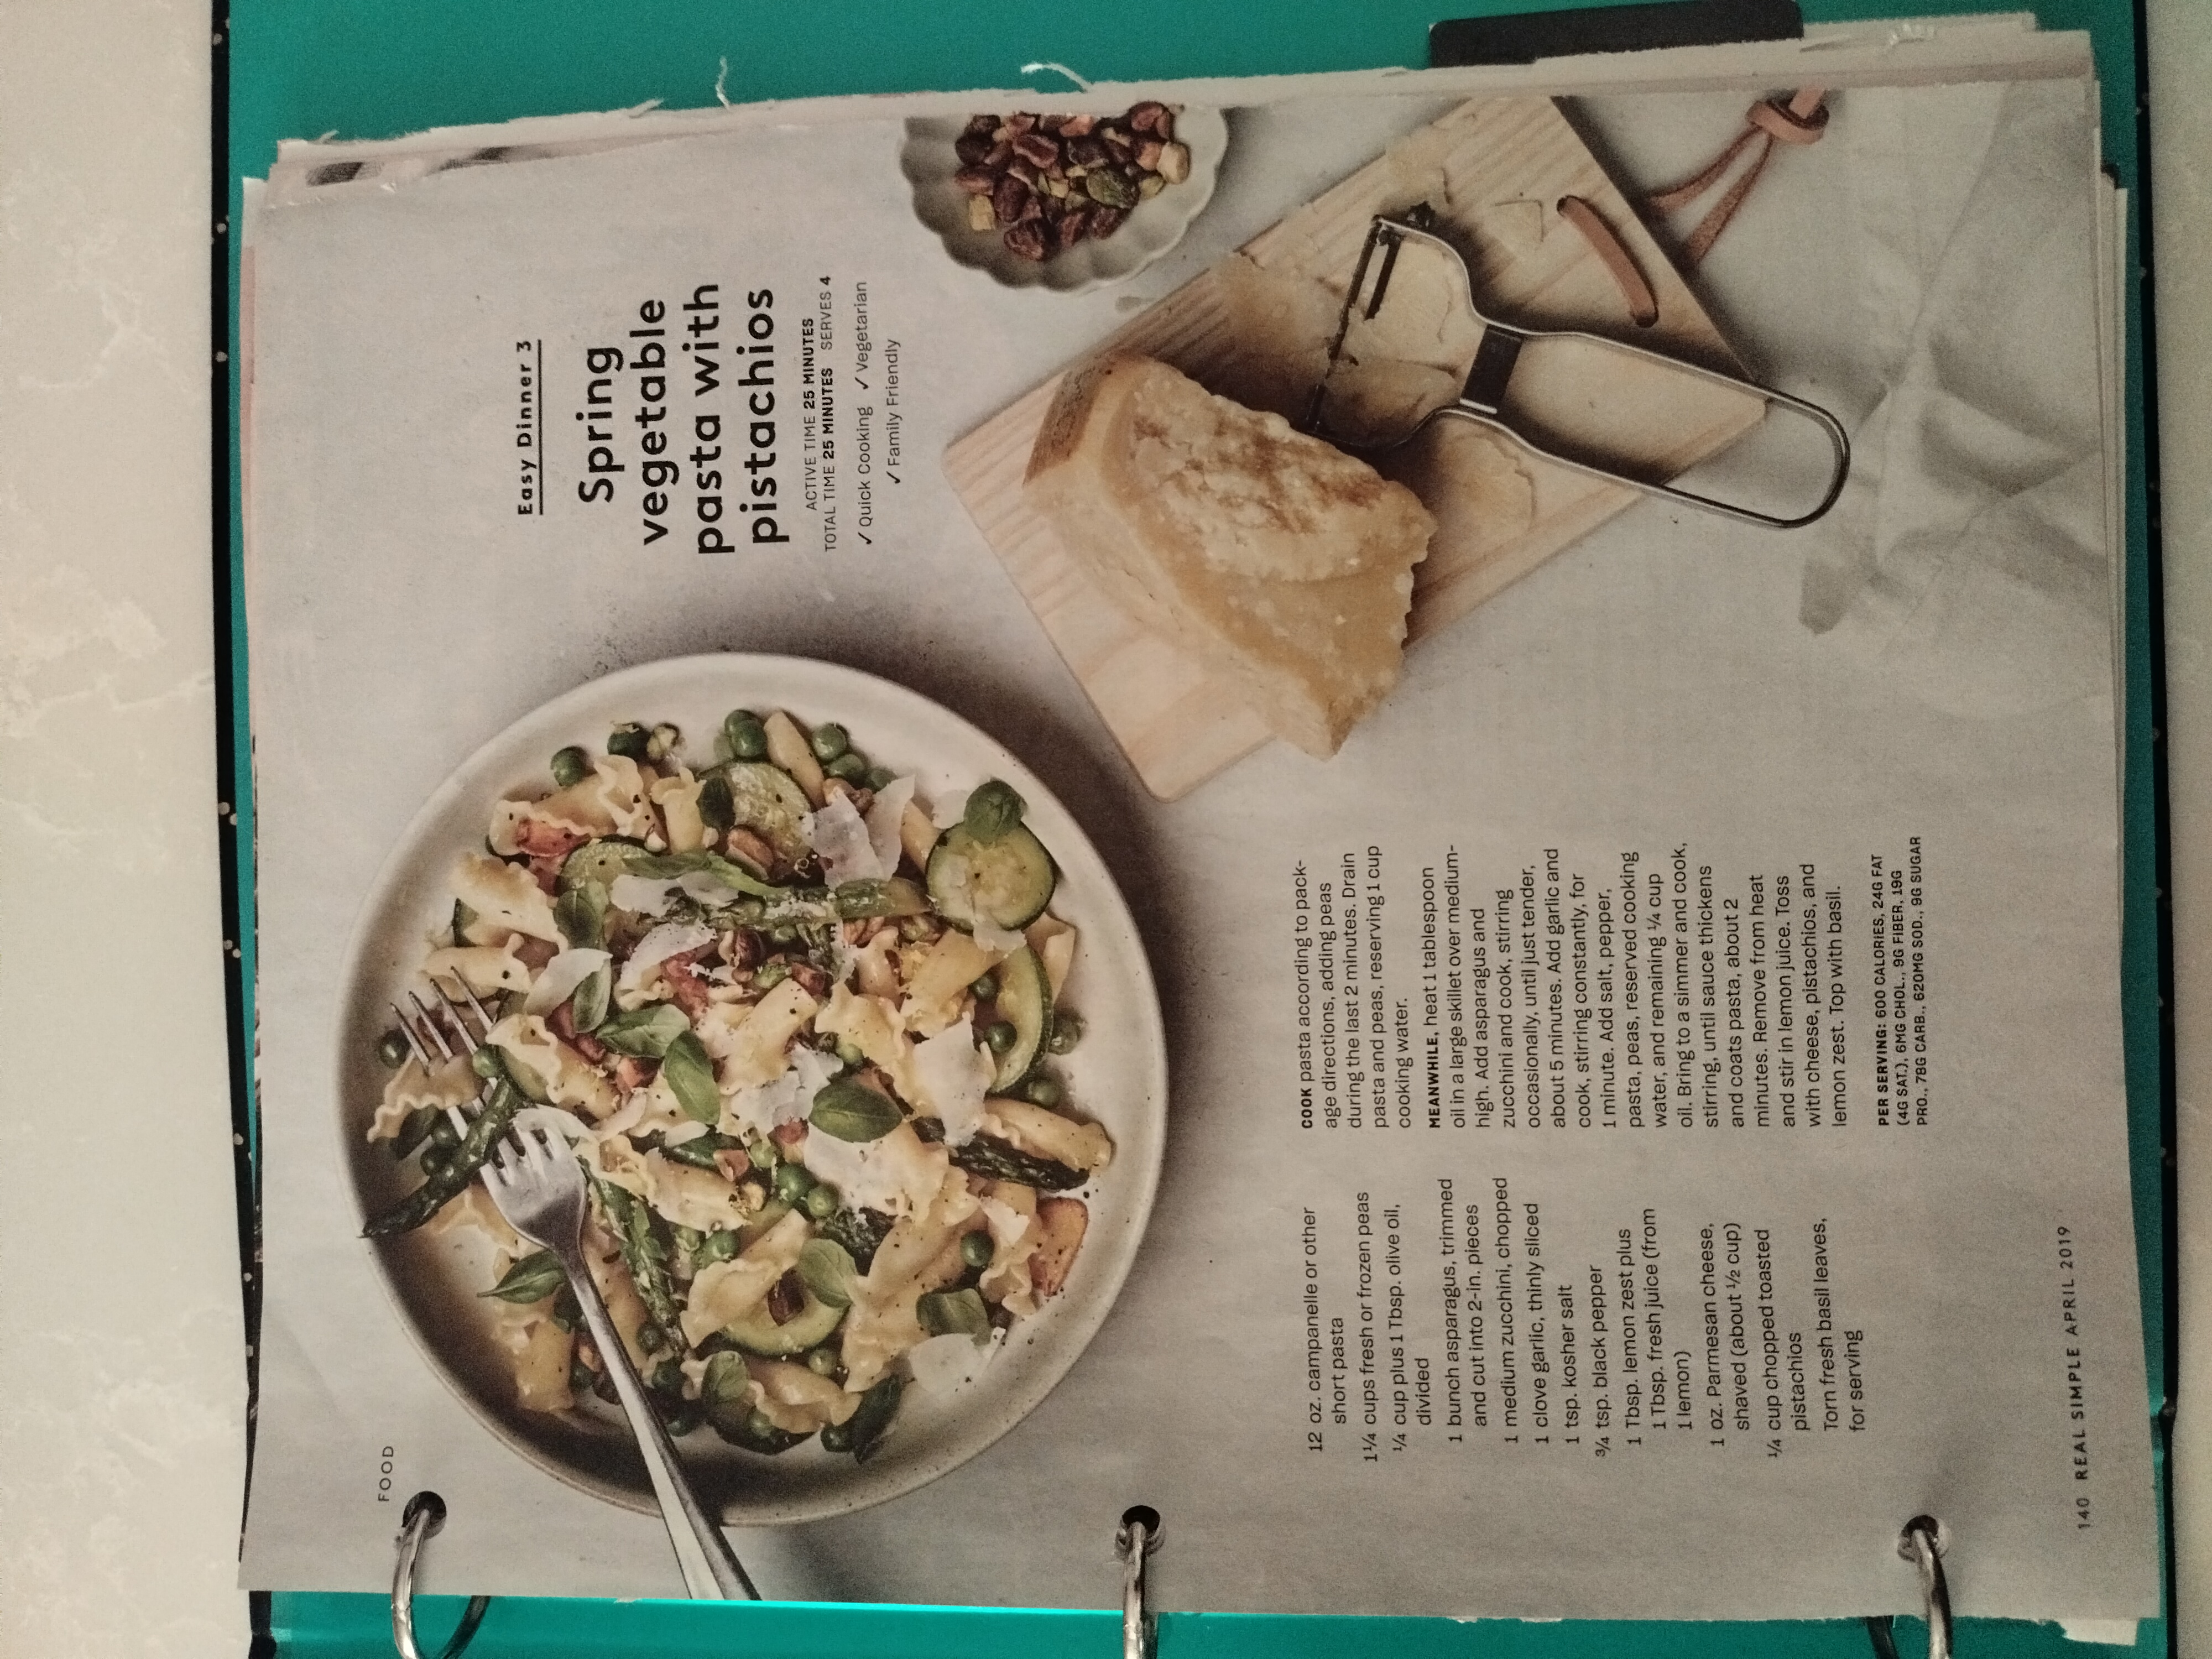 FOOD
Easy Dinner 3
Spring
vegetable
pasta with
pistachios
ACTIVE TIME 25 MINUTES
TOTAL TIME 25 MINUTES SERVES 4
✓ Quick Cooking ✓ Vegetarian
✓ Family Friendly
12 oz. campanelle or other
short pasta
1¼ cups fresh or frozen peas
¼ cup plus 1 Tbsp. olive oil,
divided
1 bunch asparagus, trimmed
and cut into 2-in. pieces
1 medium zucchini, chopped
1 clove garlic, thinly sliced
1 tsp. kosher salt
¾ tsp. black pepper
1 Tbsp. lemon zest plus
1 Tbsp. fresh juice (from
1 lemon)
1 oz. Parmesan cheese,
shaved (about ½ cup)
¼ cup chopped toasted
pistachios
Torn fresh basil leaves,
for serving
COOK pasta according to pack-
age directions, adding peas
during the last 2 minutes. Drain
pasta and peas, reserving 1 cup
cooking water.
MEANWHILE, heat 1 tablespoon
oil in a large skillet over medium-
high. Add asparagus and
zucchini and cook, stirring
occasionally, until just tender,
about 5 minutes. Add garlic and
cook, stirring constantly, for
1 minute. Add salt, pepper,
pasta, peas, reserved cooking
water, and remaining ¼ cup
oil. Bring to a simmer and cook,
stirring, until sauce thickens
and coats pasta, about 2
minutes. Remove from heat
and stir in lemon juice. Toss
with cheese, pistachios, and
lemon zest. Top with basil.
PER SERVING: 600 CALORIES, 24G FAT
(4G SAT.), 6MG CHOL., 9G FIBER, 19G
PRO., 78G CARB., 620MG SOD., 9G SUGAR
140 REAL SIMPLE APRIL 2019